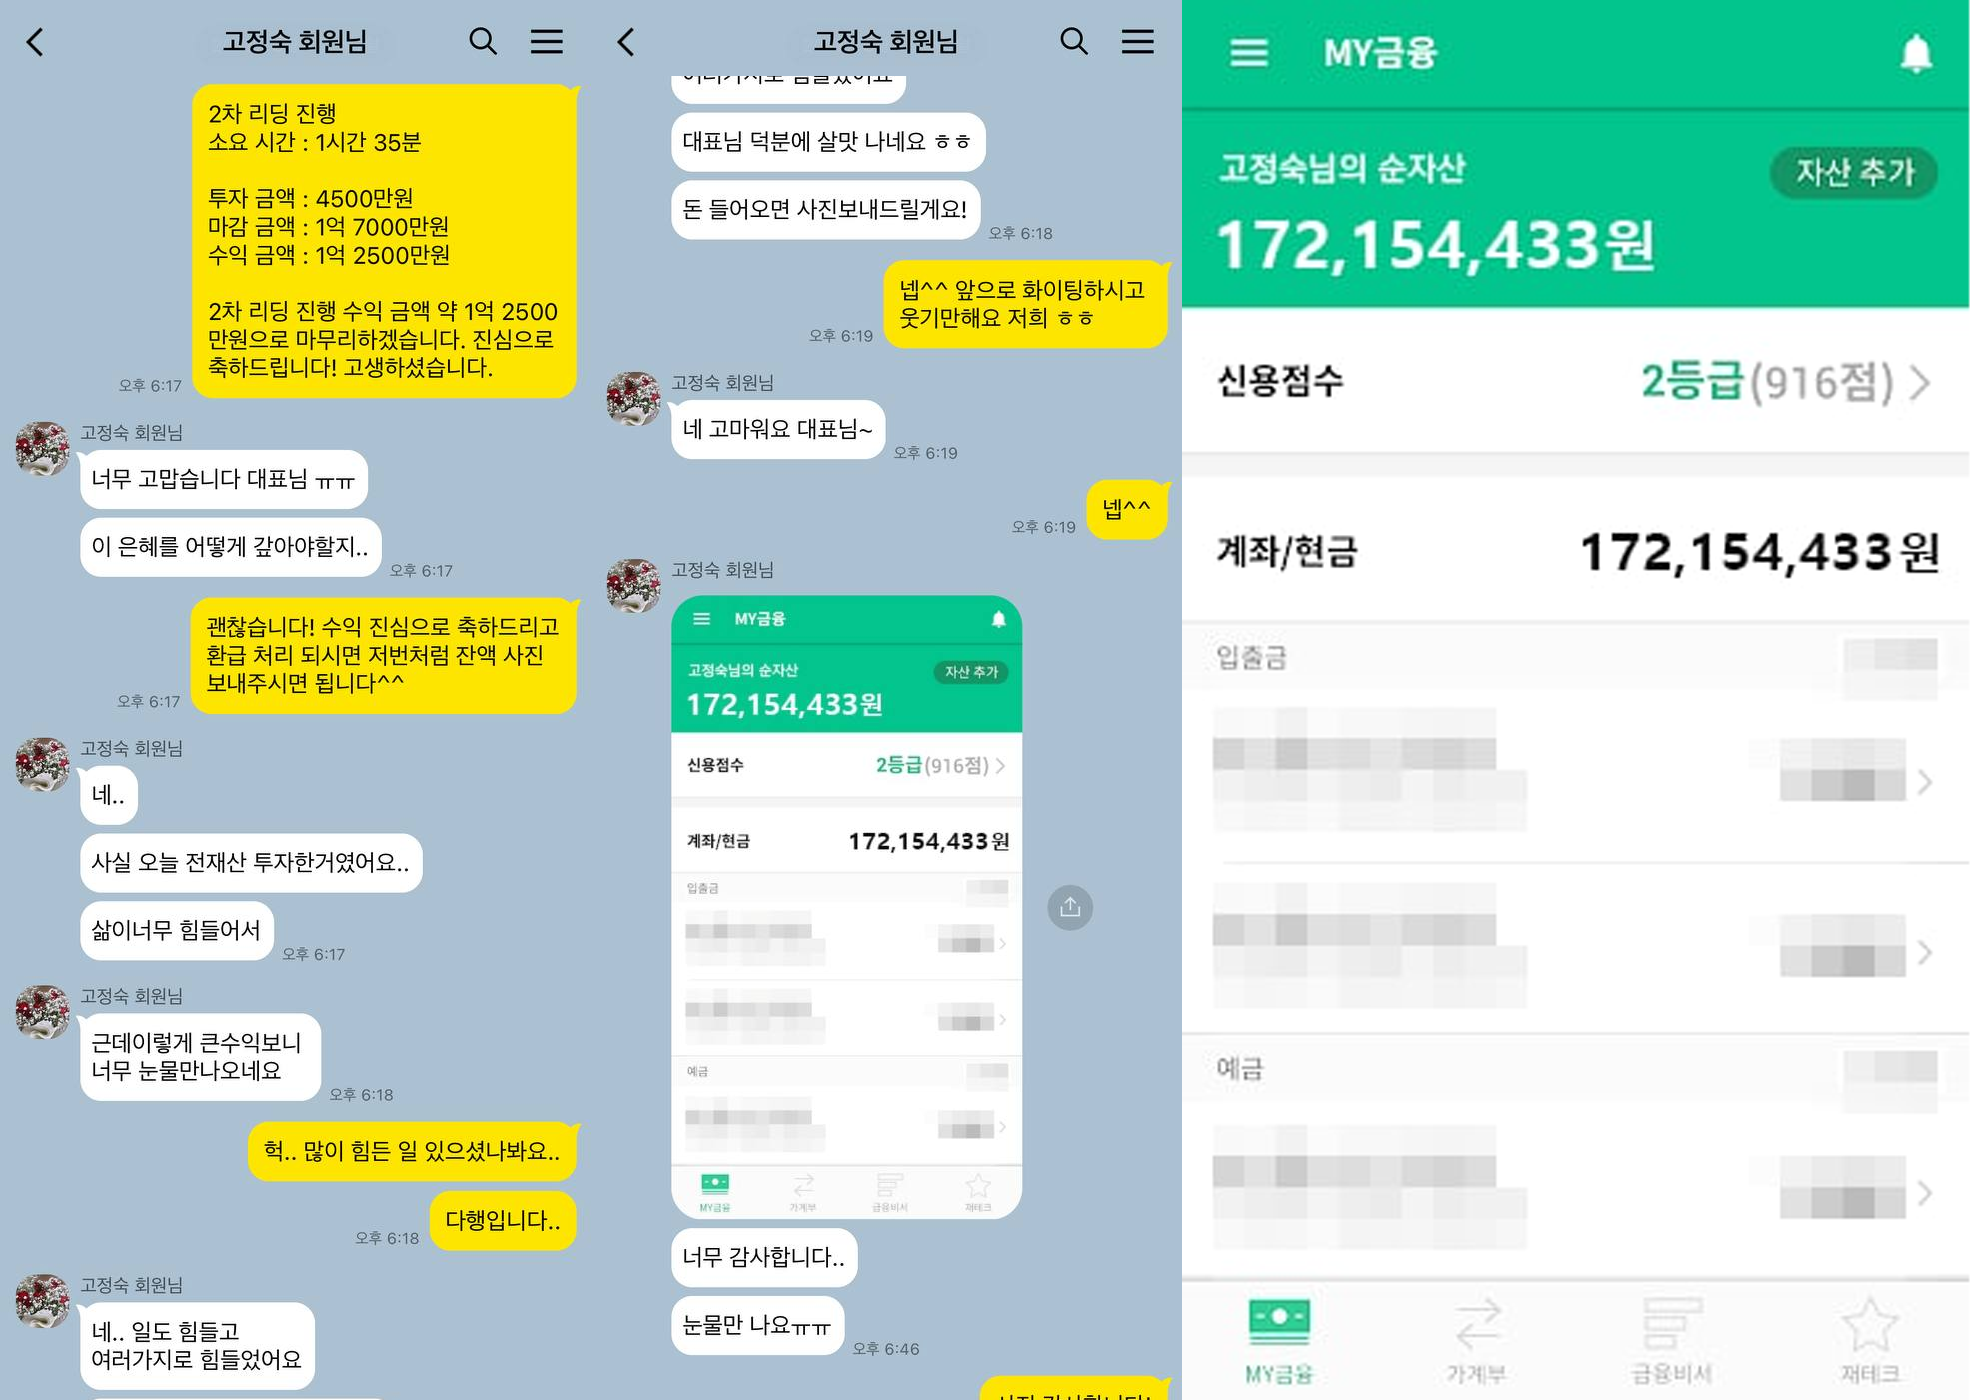 고정숙 회원님
2차 리딩 진행
소요 시간 : 1시간 35분
투자 금액 : 4500만원
마감 금액 : 1억 7000만원
수익 금액 : 1억 2500만원
2차 리딩 진행 수익 금액 약 1억 2500
만원으로 마무리하겠습니다. 진심으로
축하드립니다! 고생하셨습니다.
오후 6:17
고정숙 회원님
너무 고맙습니다 대표님 ㅠㅠ
이 은혜를 어떻게 갚아야할지..
오후 6:17
괜찮습니다! 수익 진심으로 축하드리고
환급 처리 되시면 저번처럼 잔액 사진
보내주시면 됩니다^^
오후 6:17
고정숙 회원님
네..
사실 오늘 전재산 투자한거였어요..
삶이너무 힘들어서
오후 6:17
고정숙 회원님
근데이렇게 큰수익보니
너무 눈물만나오네요
오후 6:18
헉.. 많이 힘든 일 있으셨나봐요..
다행입니다..
오후 6:18
고정숙 회원님
네.. 일도 힘들고
여러가지로 힘들었어요
고정숙 회원님
여러가지로 힘들었어요
대표님 덕분에 살맛 나네요 ㅎㅎ
돈 들어오면 사진보내드릴게요!
오후 6:18
넵^^ 앞으로 화이팅하시고
웃기만해요 저희 ㅎㅎ
오후 6:19
고정숙 회원님
네 고마워요 대표님~
오후 6:19
넵^^
오후 6:19
고정숙 회원님
MY금융
고정숙님의 순자산
자산 추가
172,154,433원
신용점수
2등급(916점)
계좌/현금
172,154,433원
입출금
예금
MY금융
가계부
금융비서
재테크
너무 감사합니다..
눈물만 나요ㅠㅠ
오후 6:46
MY금융
고정숙님의 순자산
자산 추가
172,154,433원
신용점수
2등급(916점)
계좌/현금
172,154,433원
입출금
예금
MY금융
가계부
금융비서
재테크